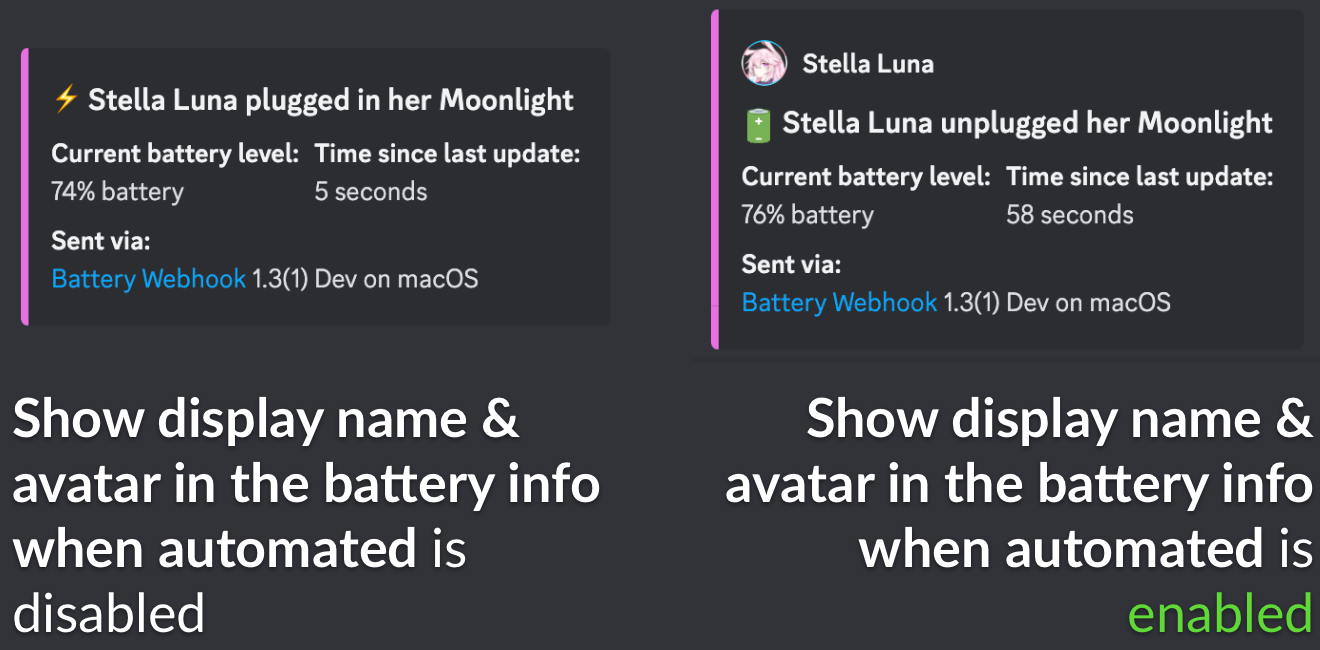 ⚡ Stella Luna plugged in her Moonlight
Current battery level: Time since last update:
74% battery 5 seconds
Sent via:
Battery Webhook 1.3(1) Dev on macOS
Show display name &
avatar in the battery info
when automated is
disabled
Stella Luna
🔋 Stella Luna unplugged her Moonlight
Current battery level: Time since last update:
76% battery 58 seconds
Sent via:
Battery Webhook 1.3(1) Dev on macOS
Show display name &
avatar in the battery info
when automated is
enabled